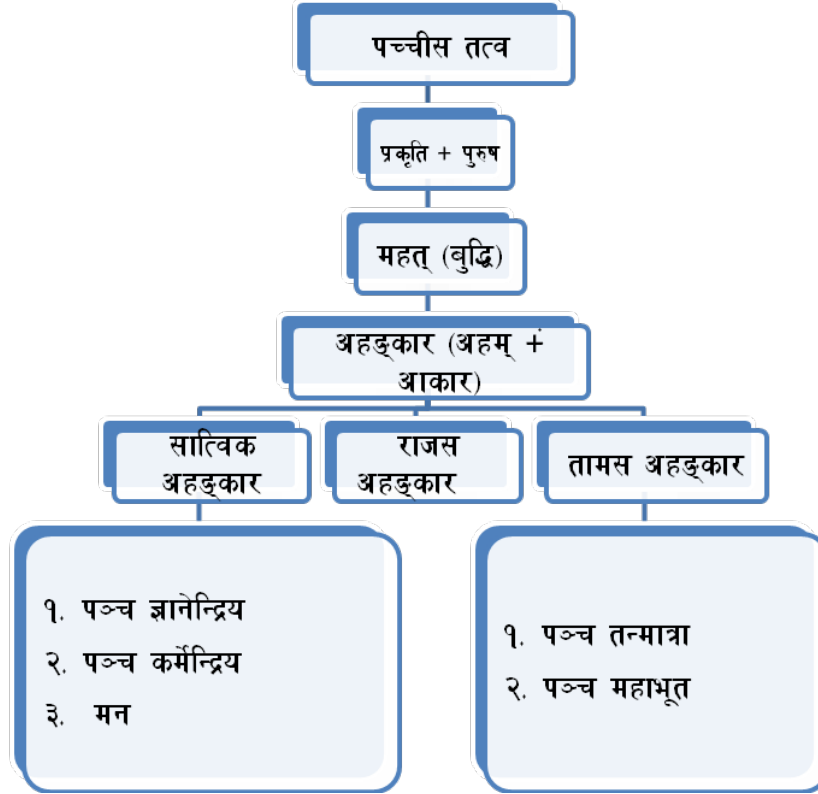 पच्चीस तत्व
प्रकृति + पुरुष
महत् (बुद्धि)
अहङ्कार (अहम् +
आकार)
सात्विक
अहङ्कार
राजस
अहङ्कार
तामस अहङ्कार
१. पञ्च ज्ञानेन्द्रिय
२. पञ्च कर्मेन्द्रिय
३. मन
१. पञ्च तन्मात्रा
२. पञ्च महाभूत